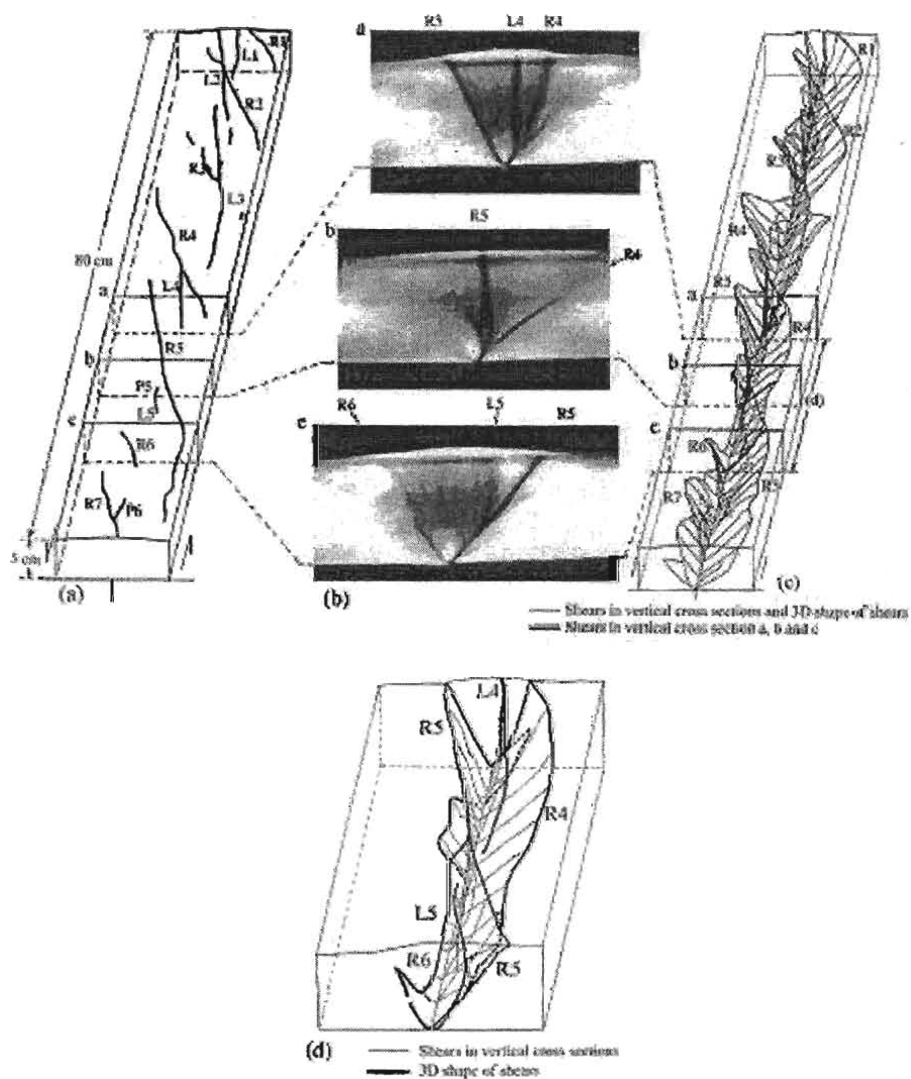 R1
L1
L2
R2
R3
L3
R4
L4
80 cm
a
R5
b
P5
L5
c
R6
R7
P6
5 cm
(a)
R5 L4 R4
a
R5
b
R4
R6 L5 R5
c
(b)
R1
R2
R3
R4
R5
a
R4
b
(d)
c
R6
R7
R5
(c)
Shears in vertical cross sections and 3D shape of shears
Shears in vertical cross section a, b and c
L4
R5
R4
L5
R6
R5
(d)
Shears in vertical cross sections
3D shape of shears